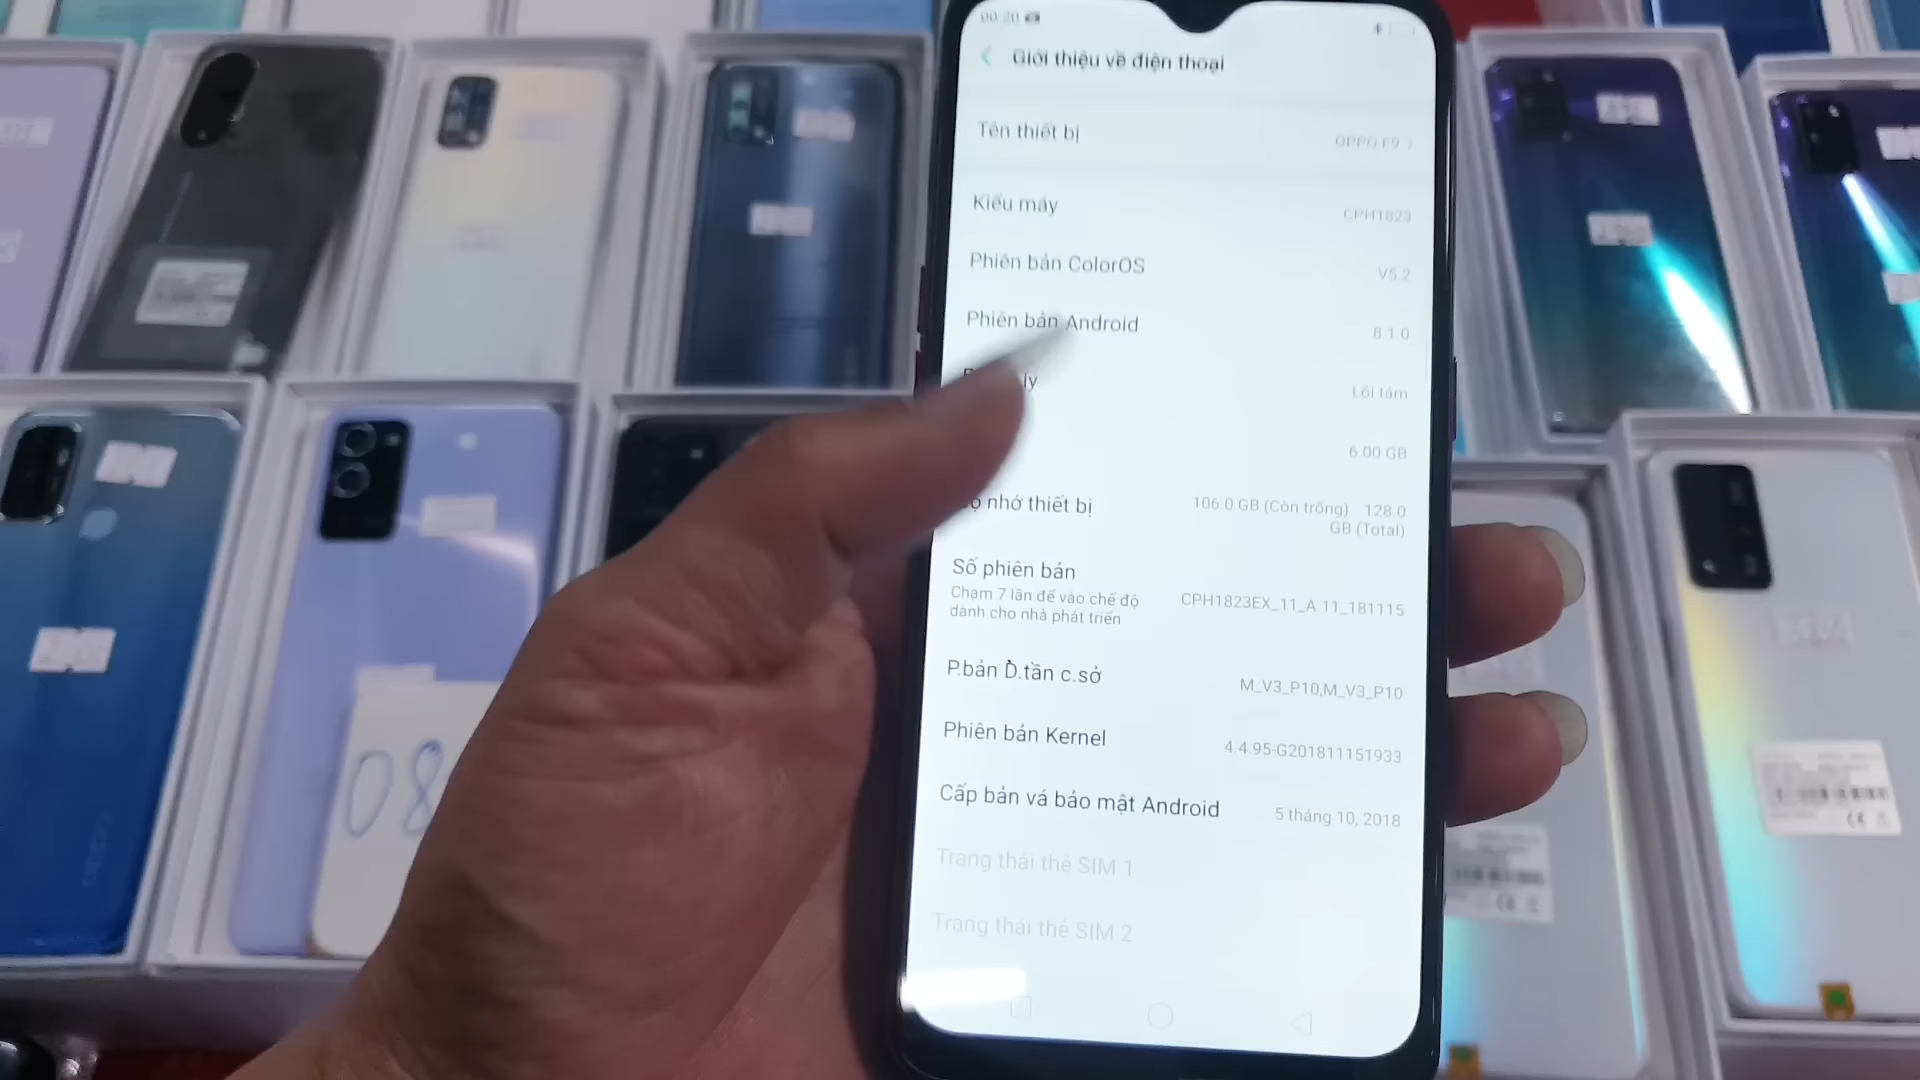 00:20
Giới thiệu về điện thoại
Tên thiết bị
OPPO F9
Kiểu máy
CPH1823
Phiên bản ColorOS
V5.2
Phiên bản Android
8.1.0
lý
Lõi tám
6.00 GB
nhớ thiết bị
106.0 GB (Còn trống) 128.0
GB (Total)
Số phiên bản
Chạm 7 lần để vào chế độ
dành cho nhà phát triển
CPH1823EX_11_A.11_181115
P.bản D.tần c.sở
M_V3_P10,M_V3_P10
Phiên bản Kernel
4.4.95-G201811151933
Cấp bản vá bảo mật Android
5 tháng 10, 2018
Trạng thái thẻ SIM 1
Trạng thái thẻ SIM 2
08